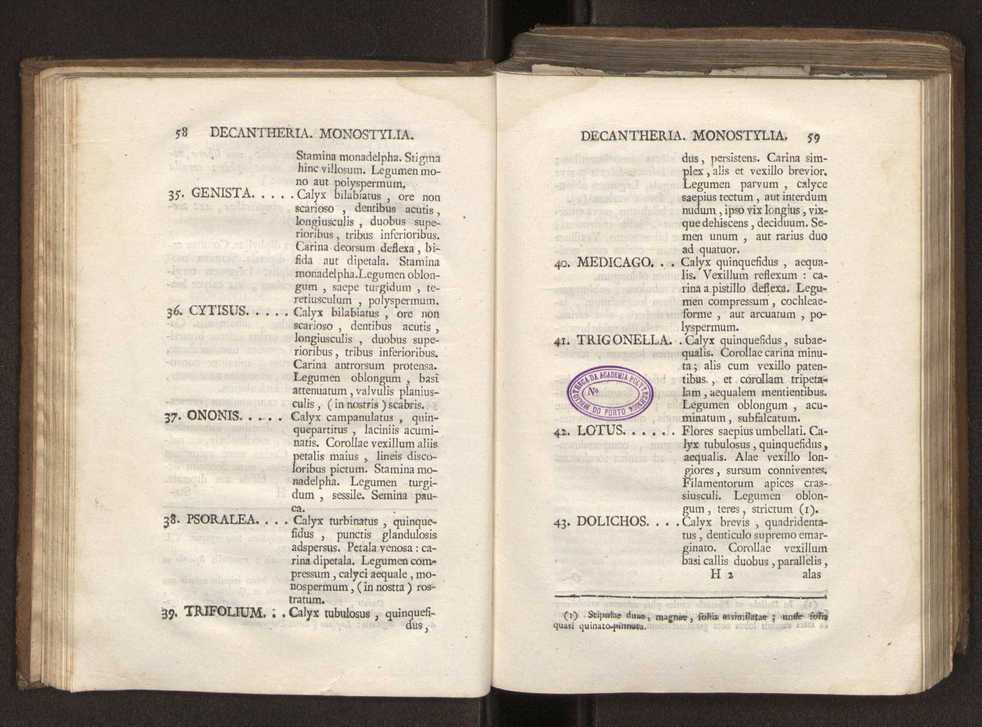 58 DECANTHERIA. MONOSTYLIA.
Stamina monadelpha. Stigma
hinc villosum. Legumen mo-
no aut polyspermum.
35. GENISTA. . . . . Calyx bilabiatus , ore non
scarioso , dentibus acutis ,
longiusculis , duobus supe-
rioribus , tribus inferioribus.
Carina deorsum deflexa , bi-
fida aut dipetala. Stamina
monadelpha.Legumen oblon-
gum , saepe turgidum , te-
retiusculum , polyspermum.
36. CYTISUS. . . . . Calyx bilabiatus , ore non
scarioso , dentibus acutis ,
longiusculis , duobus supe-
rioribus , tribus inferioribus.
Carina antrorsum protensa.
Legumen oblongum , basi
attenuatum , valvulis planius-
culis , ( in nostris ) scabris.
37. ONONIS. . . . . Calyx campanulatus , quin-
quepartitus , laciniis acumi-
natis. Corollae vexillum aliis
petalis maius , lineis disco-
loribus pictum. Stamina mo-
nadelpha. Legumen turgi-
dum , sessile. Semina pau-
ca.
38. PSORALEA. . . . Calyx turbinatus , quinque-
fidus , punctis glandulosis
adspersus. Petala venosa : ca-
rina dipetala. Legumen com-
pressum , calyci aequale , mo-
nospermum , ( in nostra ) ros-
tratum.
39. TRIFOLIUM. . . Calyx tubulosus , quinquefi-
dus ,
DECANTHERIA. MONOSTYLIA. 59
dus , persistens. Carina sim-
plex , alis et vexillo brevior.
Legumen parvum , calyce
saepius tectum , aut interdum
nudum , ipso vix longius , vix-
que dehiscens , deciduum. Se-
men unum , aut rarius duo
ad quatuor.
40. MEDICAGO. . . Calyx quinquefidus , aequa-
lis. Vexillum reflexum : ca-
rina a pistillo deflexa. Legu-
men compressum , cochleae-
forme , aut arcuatum , po-
lyspermum.
41. TRIGONELLA. . Calyx quinquefidus , subae-
qualis. Corollae carina minu-
ta ; alis cum vexillo paten-
tibus. , et corollam tripeta-
lam , aequalem mentientibus.
Legumen oblongum , acu-
minatum , subfalcatum.
BIBLIOTHECA DA ACADEMIA POLYTECHNICA DO PORTO
No
42. LOTUS. . . . . . Flores saepius umbellati. Ca-
lyx tubulosus , quinquefidus ,
aequalis. Alae vexillo lon-
giores , sursum conniventes.
Filamentorum apices cras-
siusculi. Legumen oblon-
gum , teres , strictum (1).
43. DOLICHOS. . . . Calyx brevis , quadridenta-
tus , denticulo supremo emar-
ginato. Corollae vexillum
basi callis duobus , parallelis ,
H 2 alas
(1) Stipulae duae , magnae , foliis assimilatae ; unde folia
quasi quinato-pinnata.